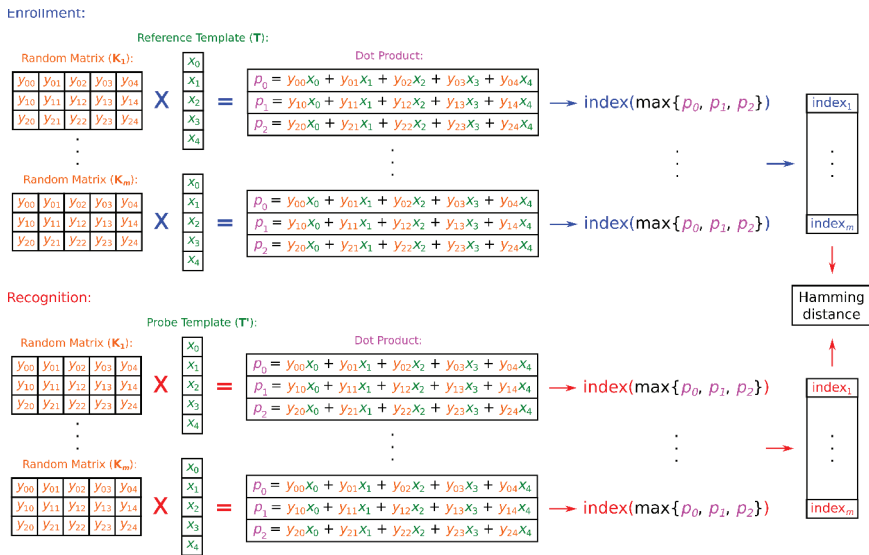 Enrollment:
Reference Template (T):
Random Matrix (K₁):
Dot Product:
y₀₀ y₀₁ y₀₂ y₀₃ y₀₄
y₁₀ y₁₁ y₁₂ y₁₃ y₁₄
y₂₀ y₂₁ y₂₂ y₂₃ y₂₄
X
x₀
x₁
x₂
x₃
x₄
=
p₀ = y₀₀x₀ + y₀₁x₁ + y₀₂x₂ + y₀₃x₃ + y₀₄x₄
p₁ = y₁₀x₀ + y₁₁x₁ + y₁₂x₂ + y₁₃x₃ + y₁₄x₄
p₂ = y₂₀x₀ + y₂₁x₁ + y₂₂x₂ + y₂₃x₃ + y₂₄x₄
index(max{p₀, p₁, p₂})
index₁
Random Matrix (Kₘ):
y₀₀ y₀₁ y₀₂ y₀₃ y₀₄
y₁₀ y₁₁ y₁₂ y₁₃ y₁₄
y₂₀ y₂₁ y₂₂ y₂₃ y₂₄
X
x₀
x₁
x₂
x₃
x₄
=
p₀ = y₀₀x₀ + y₀₁x₁ + y₀₂x₂ + y₀₃x₃ + y₀₄x₄
p₁ = y₁₀x₀ + y₁₁x₁ + y₁₂x₂ + y₁₃x₃ + y₁₄x₄
p₂ = y₂₀x₀ + y₂₁x₁ + y₂₂x₂ + y₂₃x₃ + y₂₄x₄
index(max{p₀, p₁, p₂})
indexₘ
Hamming
distance
Recognition:
Probe Template (T'):
Random Matrix (K₁):
Dot Product:
y₀₀ y₀₁ y₀₂ y₀₃ y₀₄
y₁₀ y₁₁ y₁₂ y₁₃ y₁₄
y₂₀ y₂₁ y₂₂ y₂₃ y₂₄
X
x₀
x₁
x₂
x₃
x₄
=
p₀ = y₀₀x₀ + y₀₁x₁ + y₀₂x₂ + y₀₃x₃ + y₀₄x₄
p₁ = y₁₀x₀ + y₁₁x₁ + y₁₂x₂ + y₁₃x₃ + y₁₄x₄
p₂ = y₂₀x₀ + y₂₁x₁ + y₂₂x₂ + y₂₃x₃ + y₂₄x₄
index(max{p₀, p₁, p₂})
index₁
Random Matrix (Kₘ):
y₀₀ y₀₁ y₀₂ y₀₃ y₀₄
y₁₀ y₁₁ y₁₂ y₁₃ y₁₄
y₂₀ y₂₁ y₂₂ y₂₃ y₂₄
X
x₀
x₁
x₂
x₃
x₄
=
p₀ = y₀₀x₀ + y₀₁x₁ + y₀₂x₂ + y₀₃x₃ + y₀₄x₄
p₁ = y₁₀x₀ + y₁₁x₁ + y₁₂x₂ + y₁₃x₃ + y₁₄x₄
p₂ = y₂₀x₀ + y₂₁x₁ + y₂₂x₂ + y₂₃x₃ + y₂₄x₄
index(max{p₀, p₁, p₂})
indexₘ